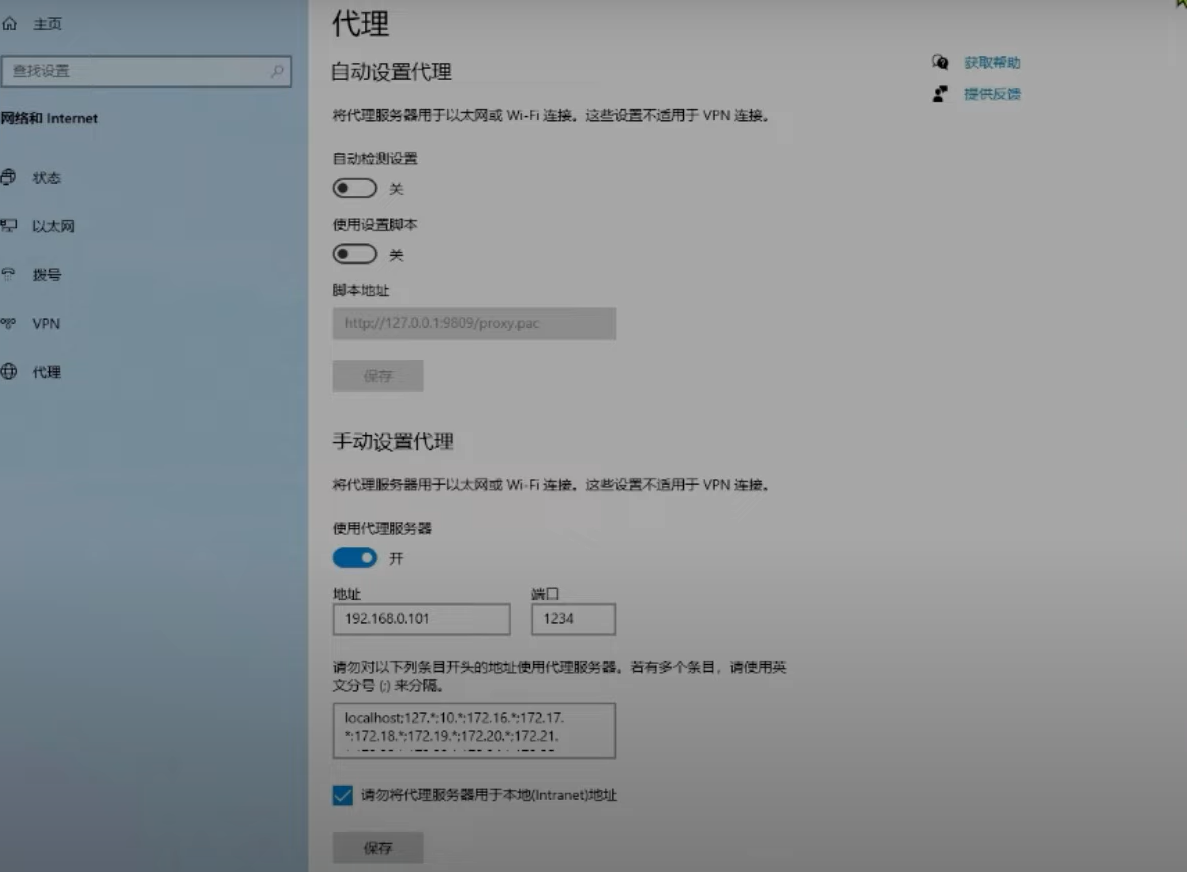 主页
查找设置
网络和 Internet
状态
以太网
拨号
VPN
代理
代理
自动设置代理
将代理服务器用于以太网或 Wi-Fi 连接。这些设置不适用于 VPN 连接。
自动检测设置
关
使用设置脚本
关
脚本地址
http://127.0.0.1:9809/proxy.pac
保存
手动设置代理
将代理服务器用于以太网或 Wi-Fi 连接。这些设置不适用于 VPN 连接。
使用代理服务器
开
地址 端口
192.168.0.101 1234
请勿对以下列条目开头的地址使用代理服务器。若有多个条目，请使用英
文分号 (;) 来分隔。
localhost;127.*;10.*;172.16.*;172.17.
*;172.18.*;172.19.*;172.20.*;172.21.
请勿将代理服务器用于本地(Intranet)地址
保存
获取帮助
提供反馈